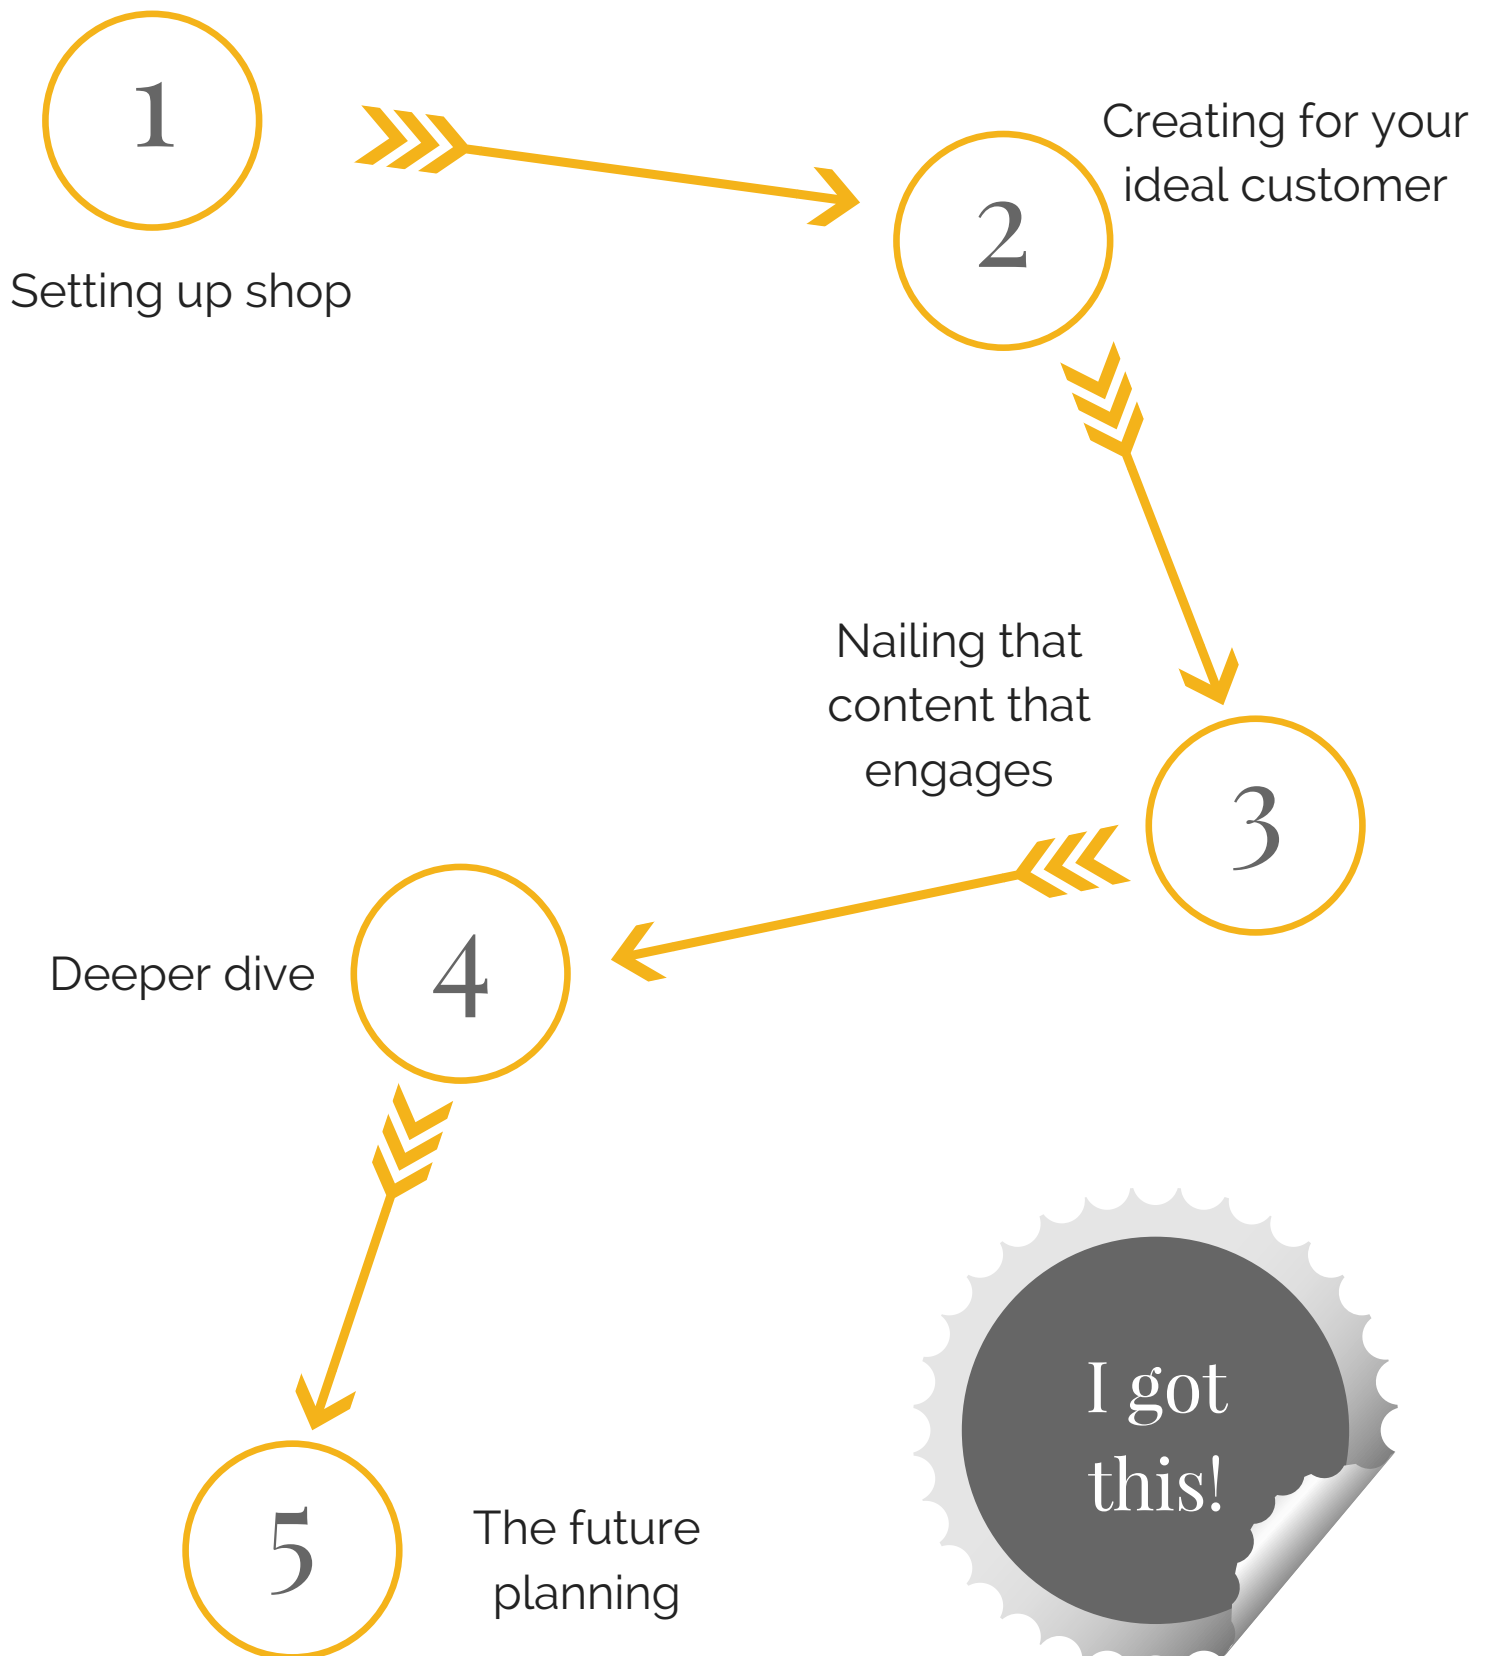 1
Setting up shop
2
Creating for your
ideal customer
3
Nailing that
content that
engages
4
Deeper dive
5
The future
planning
I got
this!